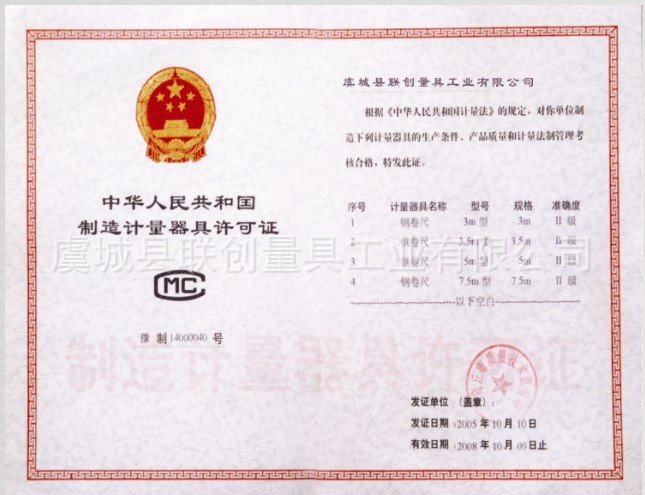 中华人民共和国
制造计量器具许可证
CMC
豫 制 14000040 号
虞城县联创量具工业有限公司
根据《中华人民共和国计量法》的规定，对你单位制
造下列计量器具的生产条件、产品质量和计量法制管理考
核合格，特发此证。
序号 计量器具名称 型号 规格 准确度
1 钢卷尺 3m型 3m II级
2 钢卷尺 3.5m型 3.5m II级
3 钢卷尺 5m型 5m II级
4 钢卷尺 7.5m型 7.5m II级
以下空白
虞城县联创量具工业有限公司
发证单位（盖章）：
发证日期：2005年10月10日
有效日期：2008年10月09日止